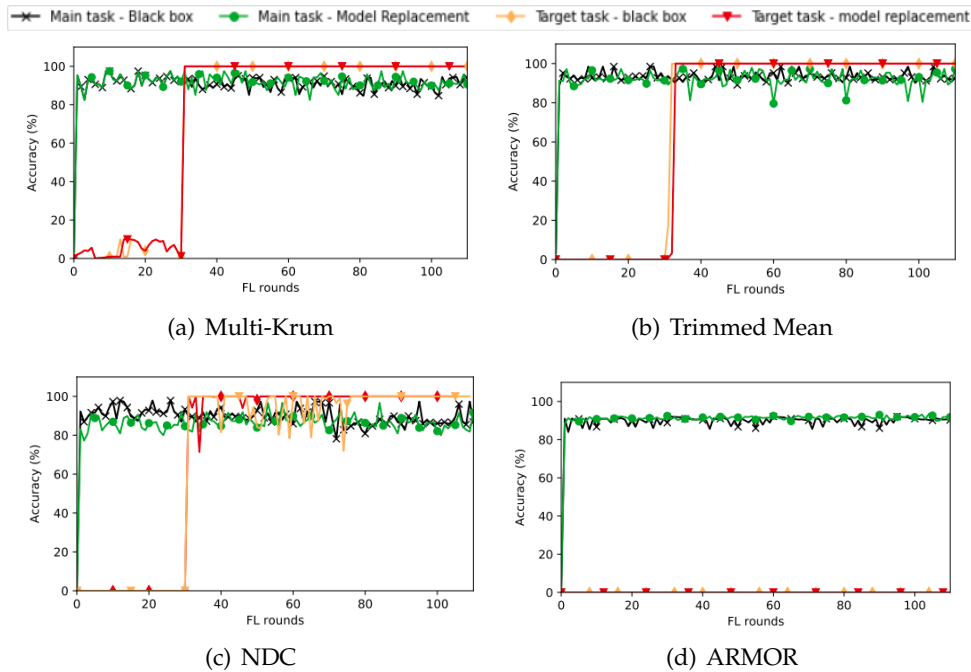 Main task - Black box Main task - Model Replacement Target task - black box Target task - model replacement
100
80
60
40
20
0
Accuracy (%)
0 20 40 60 80 100
FL rounds
(a) Multi-Krum
100
80
60
40
20
0
Accuracy (%)
0 20 40 60 80 100
FL rounds
(b) Trimmed Mean
100
80
60
40
20
0
Accuracy (%)
0 20 40 60 80 100
FL rounds
(c) NDC
100
80
60
40
20
0
Accuracy (%)
0 20 40 60 80 100
FL rounds
(d) ARMOR